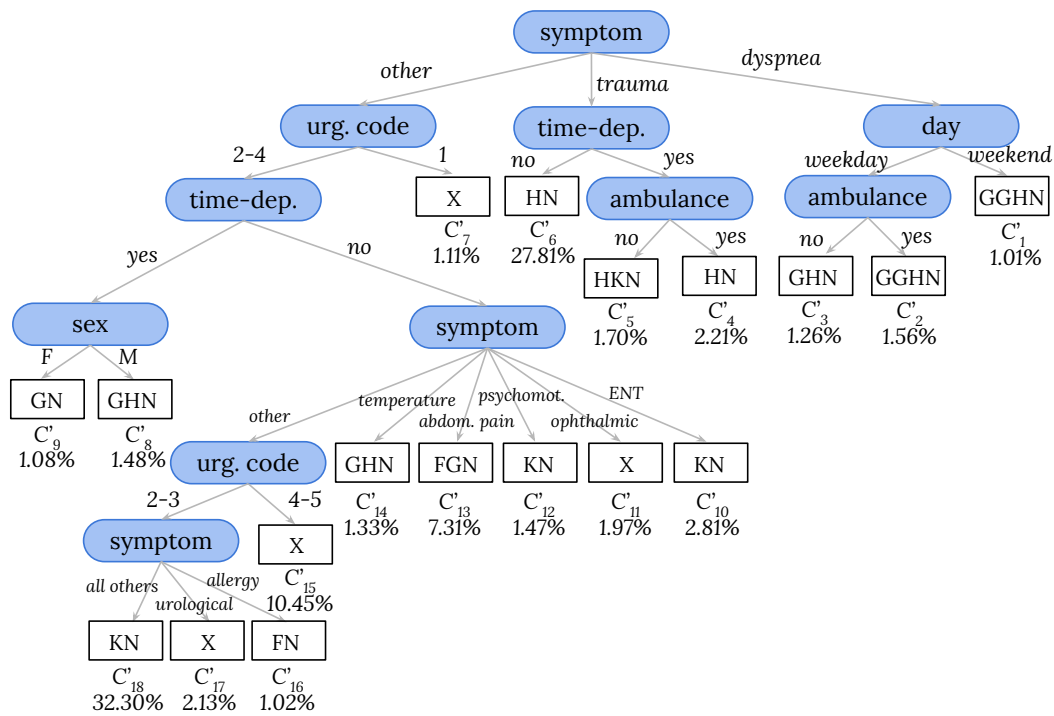 symptom
other
trauma
dyspnea
urg. code
time-dep.
day
2-4
1
no
yes
weekday
weekend
time-dep.
X
HN
ambulance
ambulance
GGHN
C'7
1.11%
C'6
27.81%
C'1
1.01%
yes
no
no
yes
no
yes
HKN
HN
GHN
GGHN
C'5
1.70%
C'4
2.21%
C'3
1.26%
C'2
1.56%
sex
symptom
F
M
GN
GHN
C'9
1.08%
C'8
1.48%
other
temperature
abdom. pain
psychomot.
ophthalmic
ENT
urg. code
GHN
FGN
KN
X
KN
C'14
1.33%
C'13
7.31%
C'12
1.47%
C'11
1.97%
C'10
2.81%
2-3
4-5
symptom
X
C'15
10.45%
all others
urological
allergy
KN
X
FN
C'18
32.30%
C'17
2.13%
C'16
1.02%